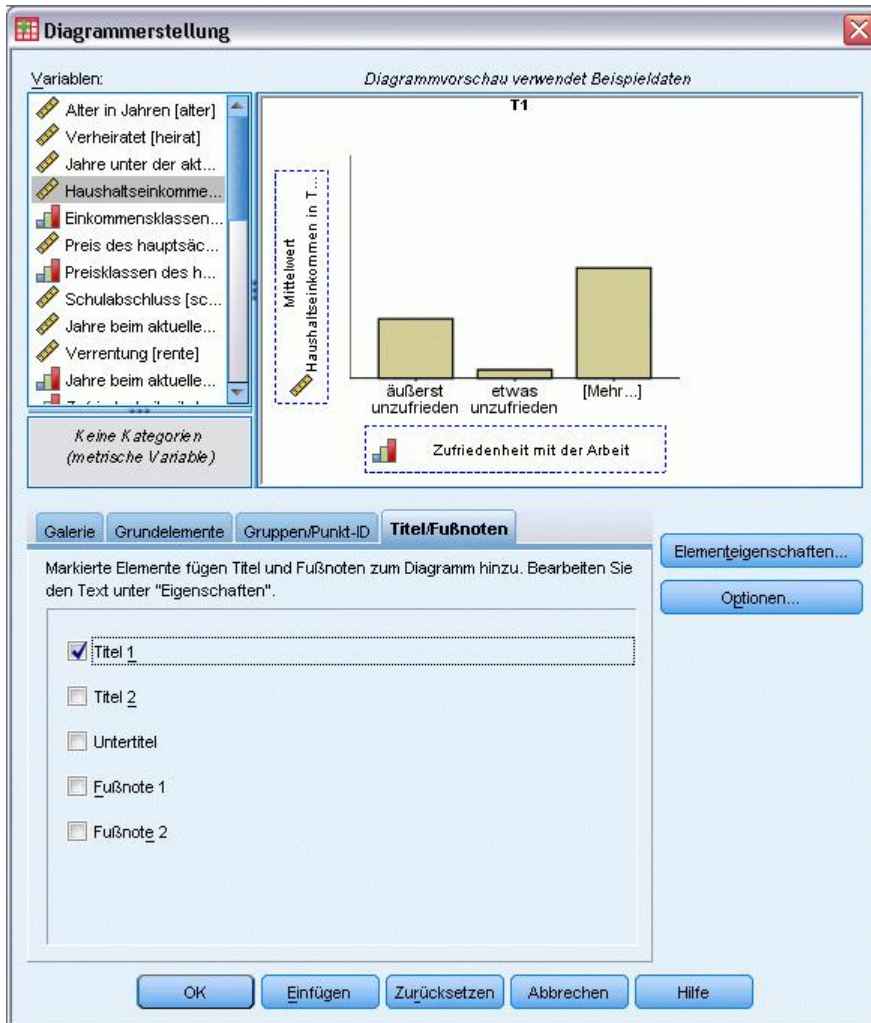 Diagrammerstellung
Variablen:
Alter in Jahren [alter]
Verheiratet [heirat]
Jahre unter der akt...
Haushaltseinkomme...
Einkommensklassen...
Preis des hauptsäc...
Preisklassen des h...
Schulabschluss [sc...
Jahre beim aktuelle...
Verrentung [rente]
Jahre beim aktuelle...
Keine Kategorien
(metrische Variable)
Diagrammvorschau verwendet Beispieldaten
T1
Mittelwert
Haushaltseinkommen in T...
äußerst
unzufrieden
etwas
unzufrieden
[Mehr...]
Zufriedenheit mit der Arbeit
Galerie
Grundelemente
Gruppen/Punkt-ID
Titel/Fußnoten
Markierte Elemente fügen Titel und Fußnoten zum Diagramm hinzu. Bearbeiten Sie
den Text unter "Eigenschaften".
Titel 1
Titel 2
Untertitel
Fußnote 1
Fußnote 2
Elementeigenschaften...
Optionen...
OK
Einfügen
Zurücksetzen
Abbrechen
Hilfe